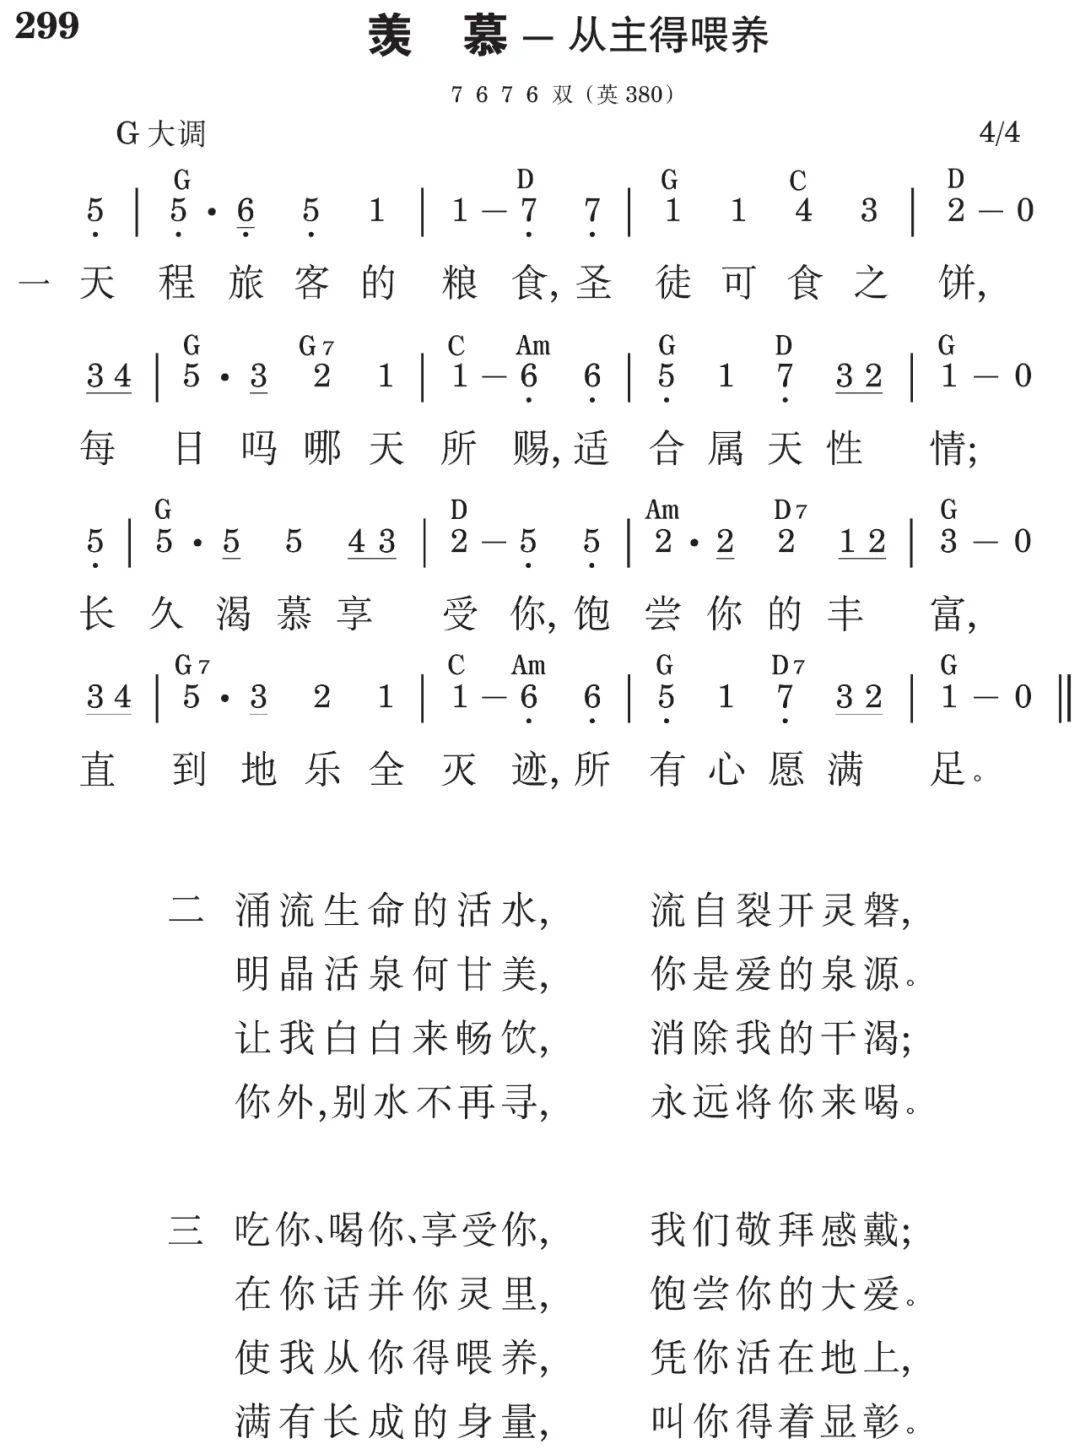 299
羡 慕 — 从主得喂养
7 6 7 6 双（英 380）
G 大调 4/4
G D G C D
5 | 5 · 6 5 1 | 1 – 7 7 | 1 1 4 3 | 2 – 0
一 天 程 旅 客 的 粮 食, 圣 徒 可 食 之 饼,
G G7 C Am G D G
3 4 | 5 · 3 2 1 | 1 – 6 6 | 5 1 7 3 2 | 1 – 0
每 日 吗 哪 天 所 赐, 适 合 属 天 性 情;
G D Am D7 G
5 | 5 · 5 5 4 3 | 2 – 5 5 | 2 · 2 2 1 2 | 3 – 0
长 久 渴 慕 享 受 你, 饱 尝 你 的 丰 富,
G7 C Am G D7 G
3 4 | 5 · 3 2 1 | 1 – 6 6 | 5 1 7 3 2 | 1 – 0 ‖
直 到 地 乐 全 灭 迹, 所 有 心 愿 满 足。
二 涌流生命的活水, 流自裂开灵磐,
明晶活泉何甘美, 你是爱的泉源。
让我白白来畅饮, 消除我的干渴;
你外,别水不再寻, 永远将你来喝。
三 吃你、喝你、享受你, 我们敬拜感戴;
在你话并你灵里, 饱尝你的大爱。
使我从你得喂养, 凭你活在地上,
满有长成的身量, 叫你得着显彰。